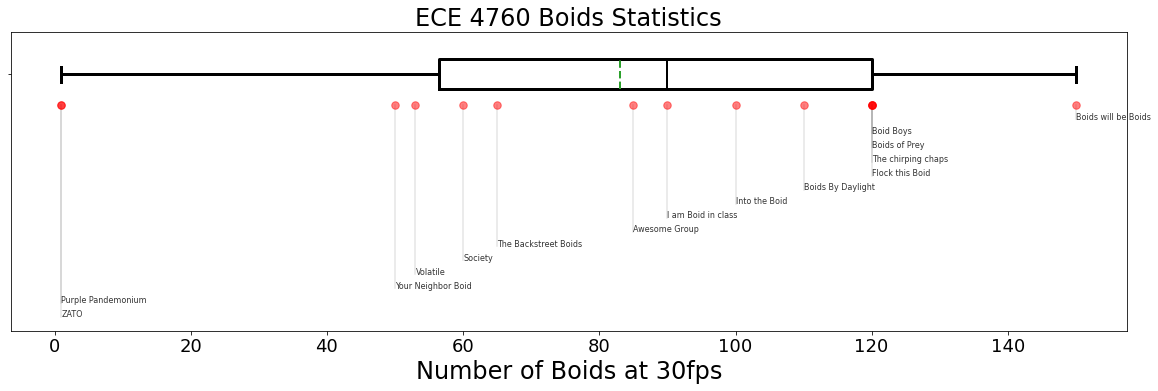 ECE 4760 Boids Statistics
Boids will be Boids
Boid Boys
Boids of Prey
The chirping chaps
Flock this Boid
Boids By Daylight
Into the Boid
I am Boid in class
Awesome Group
The Backstreet Boids
Society
Volatile
Your Neighbor Boid
Purple Pandemonium
ZATO
0 20 40 60 80 100 120 140
Number of Boids at 30fps